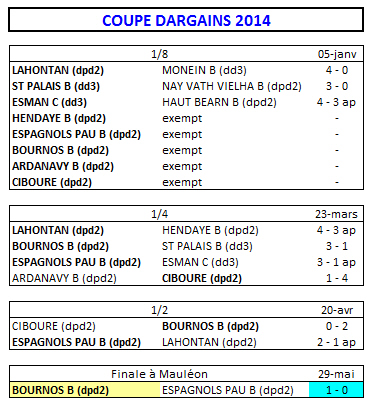 COUPE DARGAINS 2014
1/8 05-janv
LAHONTAN (dpd2) MONEIN B (dd3) 4 - 0
ST PALAIS B (dd3) NAY VATH VIELHA B (dpd2) 3 - 0
ESMAN C (dd3) HAUT BEARN B (dpd2) 4 - 3 ap
HENDAYE B (dpd2) exempt -
ESPAGNOLS PAU B (dpd2) exempt -
BOURNOS B (dpd2) exempt -
ARDANAVY B (dpd2) exempt -
CIBOURE (dpd2) exempt -
1/4 23-mars
LAHONTAN (dpd2) HENDAYE B (dpd2) 4 - 3 ap
BOURNOS B (dpd2) ST PALAIS B (dd3) 3 - 1
ESPAGNOLS PAU B (dpd2) ESMAN C (dd3) 3 - 1 ap
ARDANAVY B (dpd2) CIBOURE (dpd2) 1 - 4
1/2 20-avr
CIBOURE (dpd2) BOURNOS B (dpd2) 0 - 2
ESPAGNOLS PAU B (dpd2) LAHONTAN (dpd2) 2 - 1 ap
Finale à Mauléon 29-mai
BOURNOS B (dpd2) ESPAGNOLS PAU B (dpd2) 1 - 0